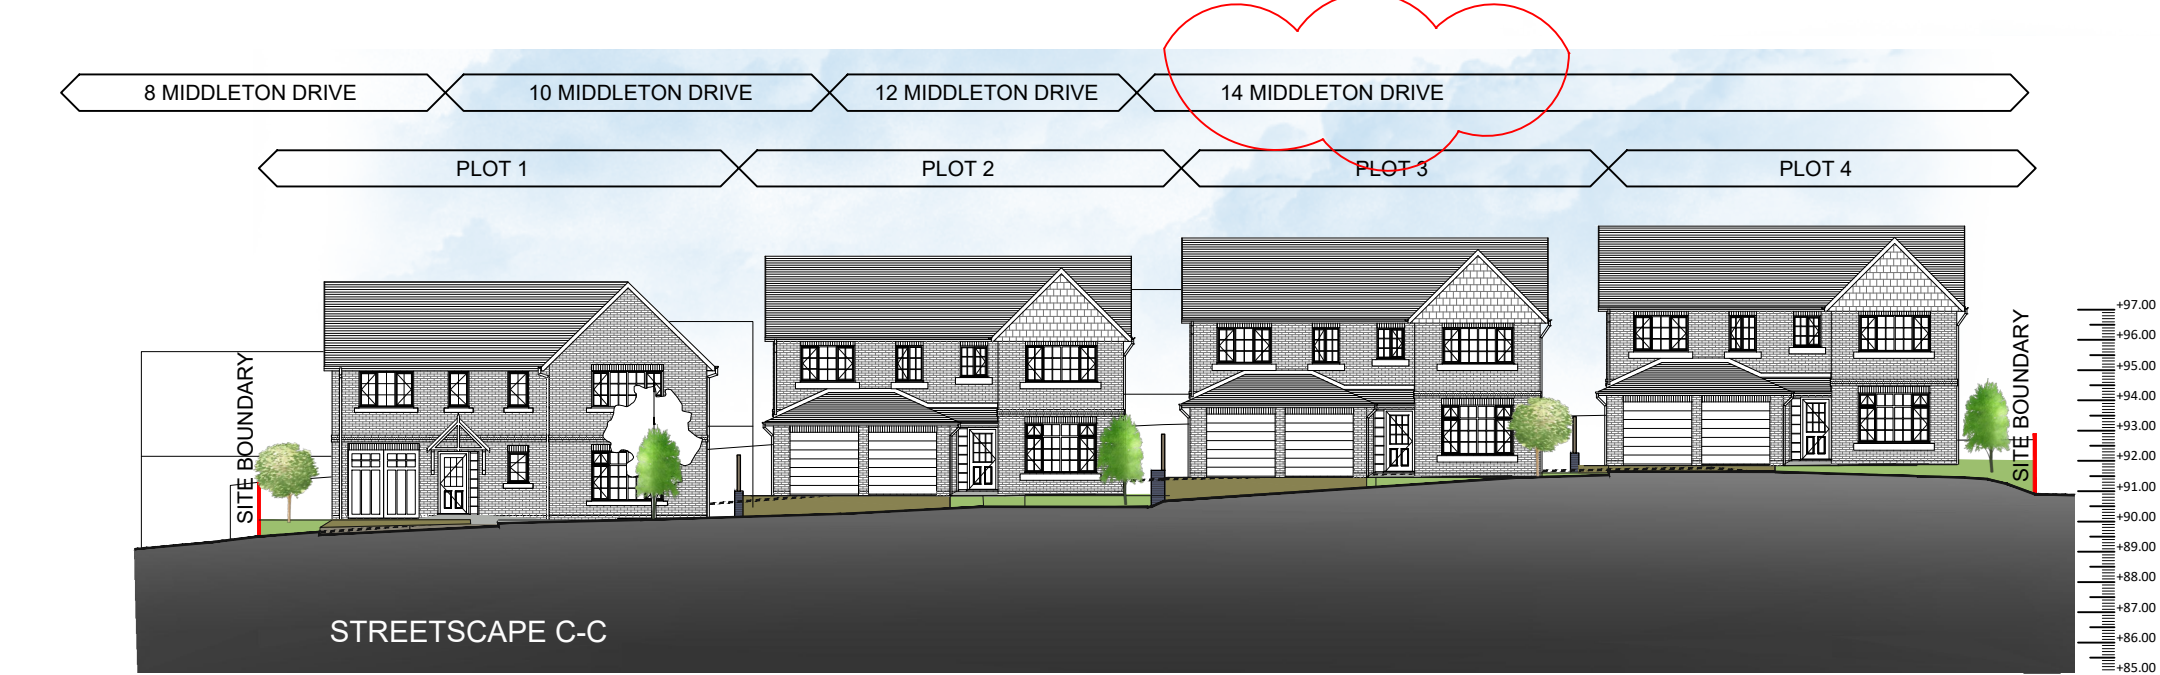 8 MIDDLETON DRIVE
10 MIDDLETON DRIVE
12 MIDDLETON DRIVE
14 MIDDLETON DRIVE
PLOT 1
PLOT 2
PLOT 3
PLOT 4
SITE BOUNDARY
SITE BOUNDARY
+97.00
+96.00
+95.00
+94.00
+93.00
+92.00
+91.00
+90.00
+89.00
+88.00
+87.00
+86.00
+85.00
STREETSCAPE C-C